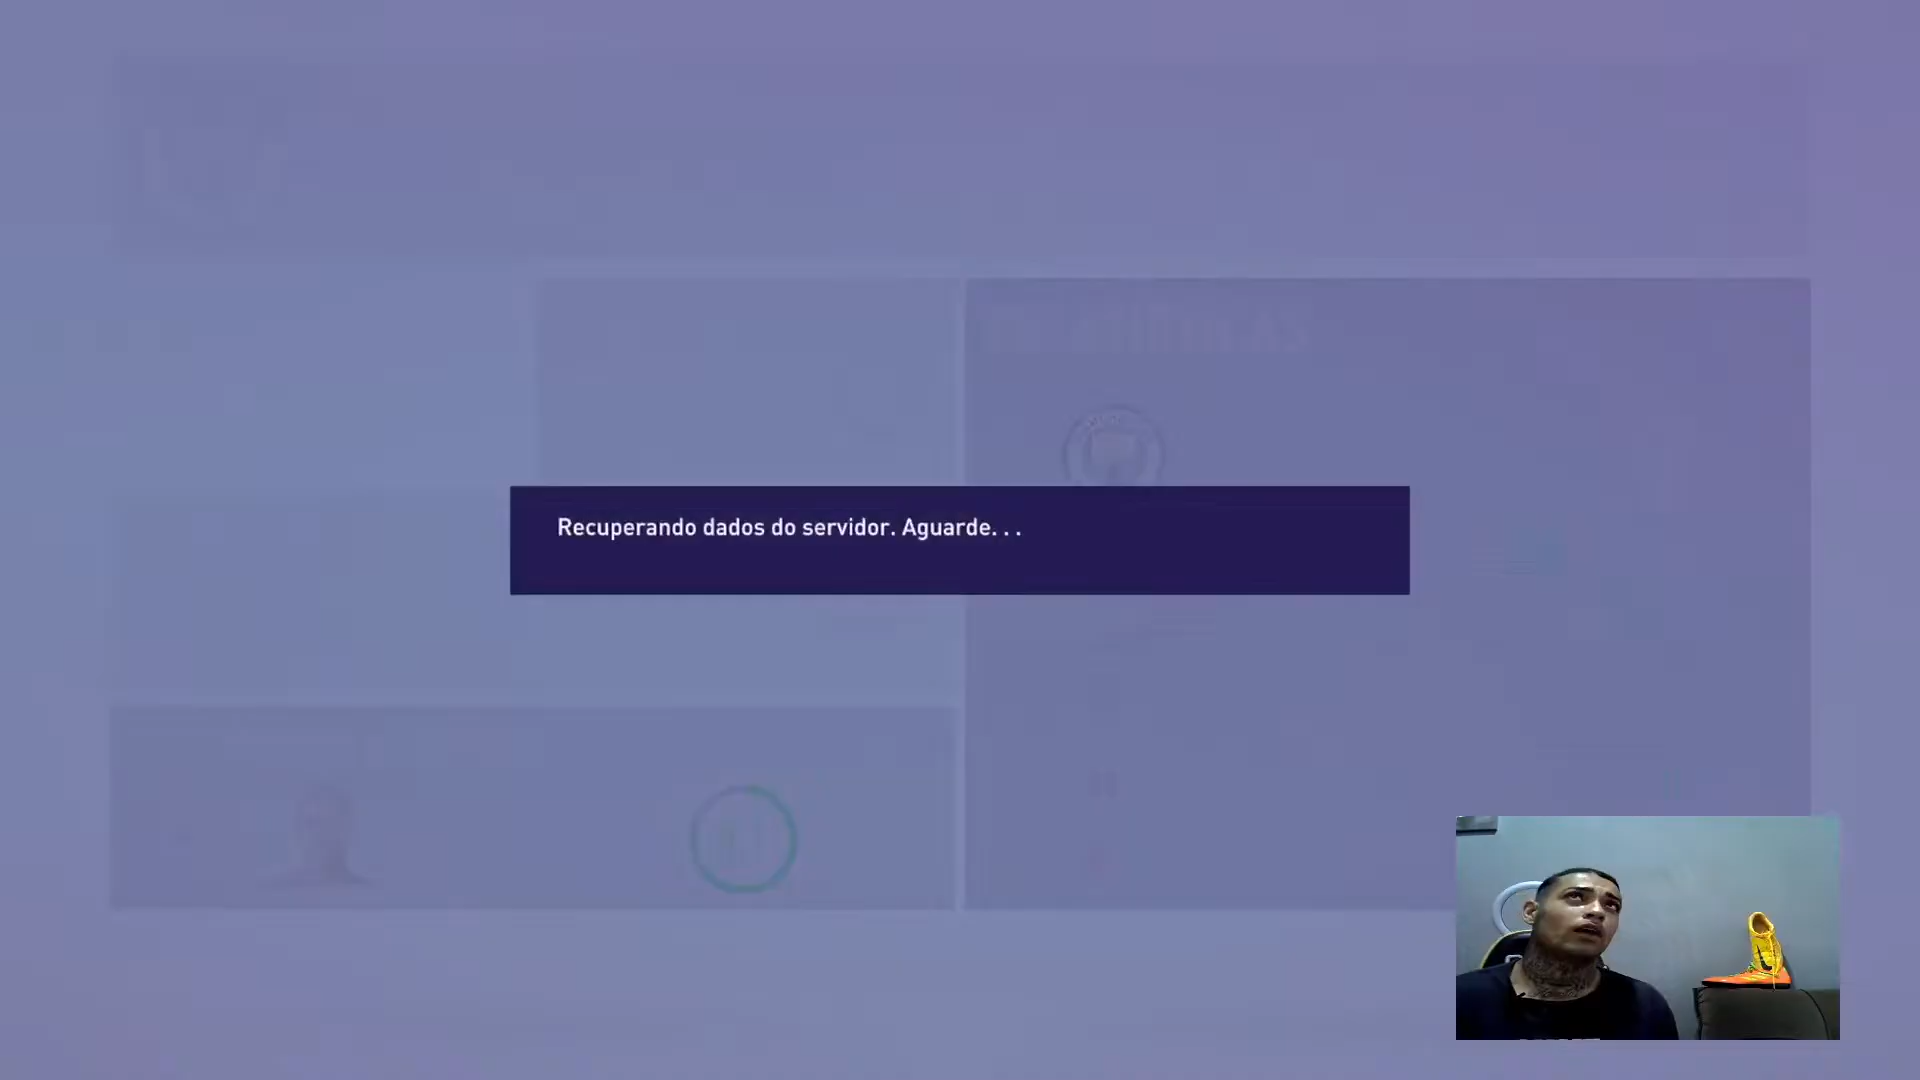 Recuperando dados do servidor. Aguarde. . .